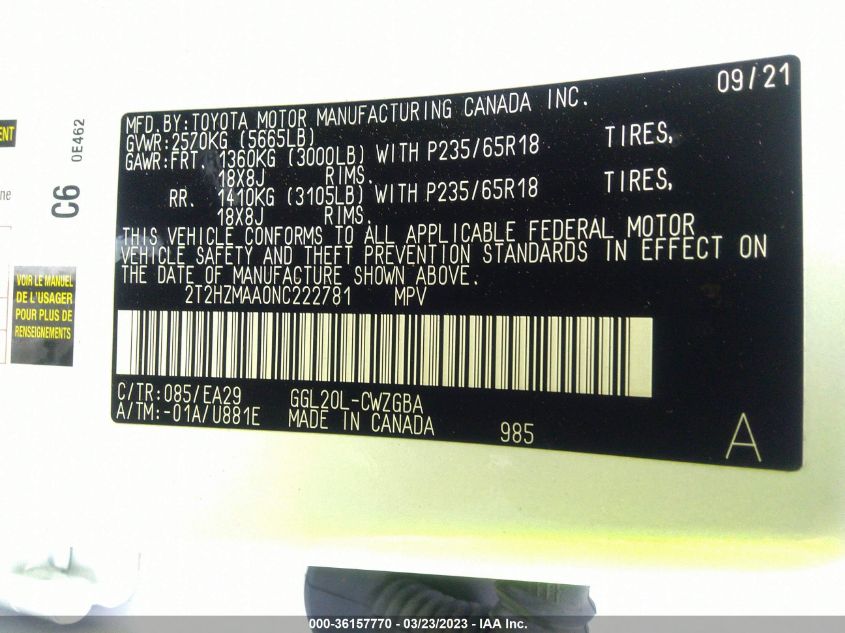 09/21
MFD.BY:TOYOTA MOTOR MANUFACTURING CANADA INC.
GVWR:2570KG (5665LB)
GAWR:FRT. 1360KG (3000LB) WITH P235/65R18 TIRES,
18X8J RIMS.
RR. 1410KG (3105LB) WITH P235/65R18 TIRES,
18X8J RIMS.
THIS VEHICLE CONFORMS TO ALL APPLICABLE FEDERAL MOTOR
VEHICLE SAFETY AND THEFT PREVENTION STANDARDS IN EFFECT ON
THE DATE OF MANUFACTURE SHOWN ABOVE.
2T2HZMAA0NC222781 MPV
C/TR:085/EA29 GGL20L-CWZGBA
A/TM:-01A/U881E MADE IN CANADA 985
A
C6
0E462
VOIR LE MANUEL
DE L'USAGER
POUR PLUS DE
RENSEIGNEMENTS
000-36157770 - 03/23/2023 - IAA Inc.